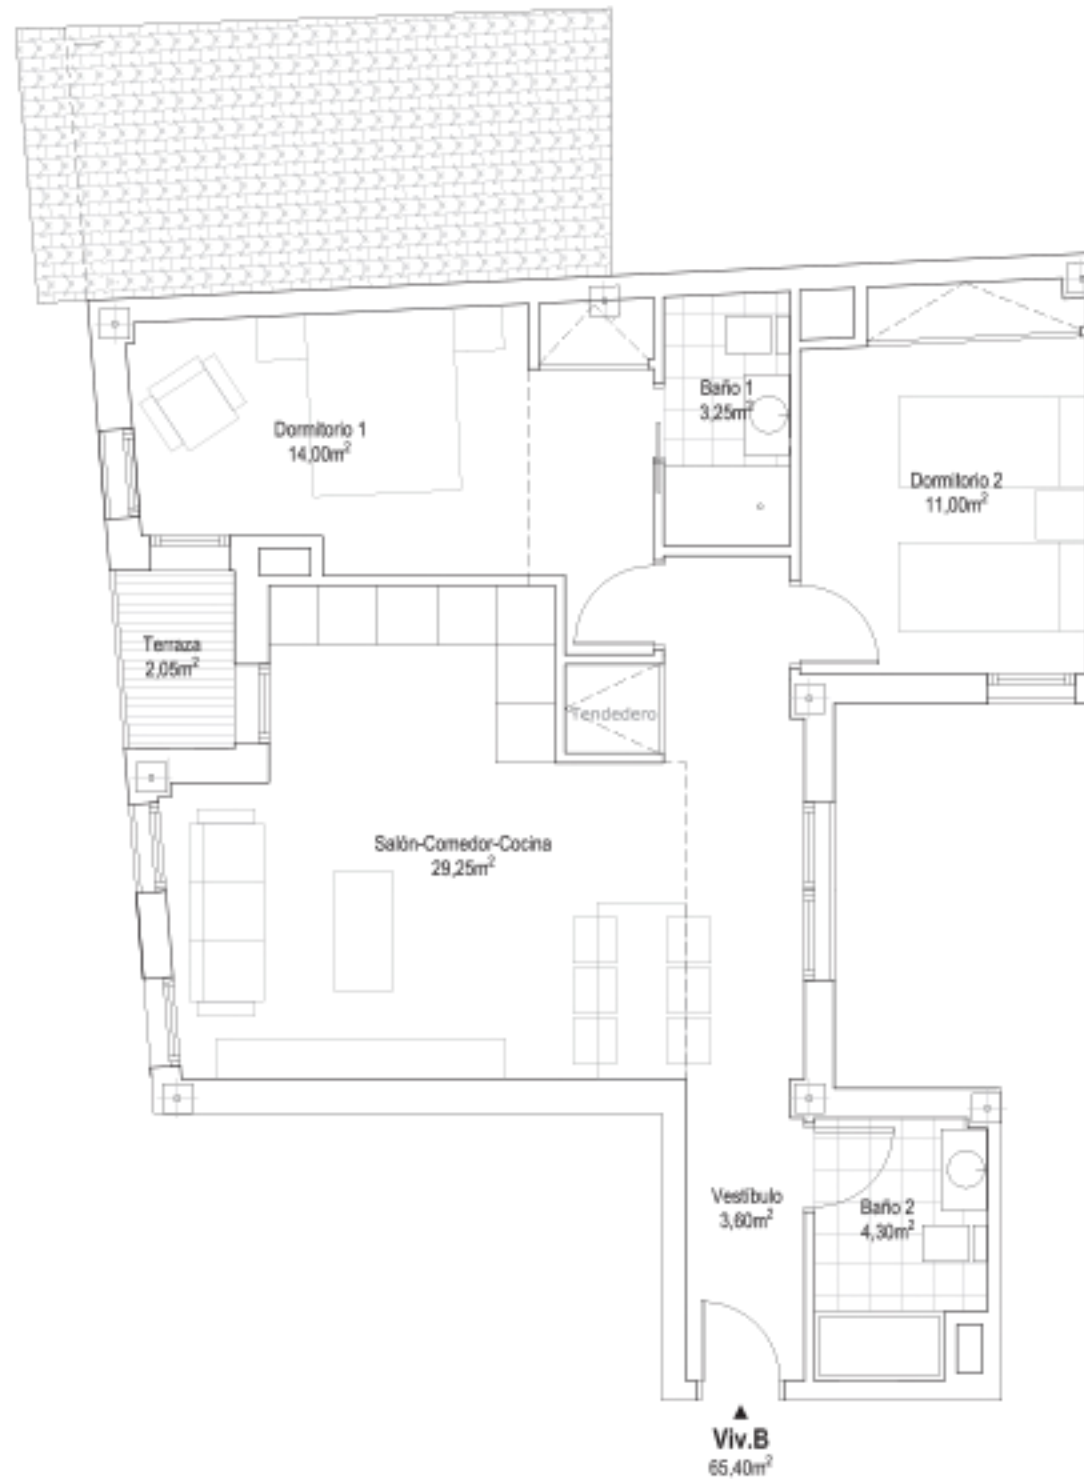 Baño 1
3,25m²
Dormitorio 1
14,00m²
Dormitorio 2
11,00m²
Terraza
2,05m²
Tendedero
Salón-Comedor-Cocina
29,25m²
Vestíbulo
3,60m²
Baño 2
4,30m²
Viv.B
65,40m²